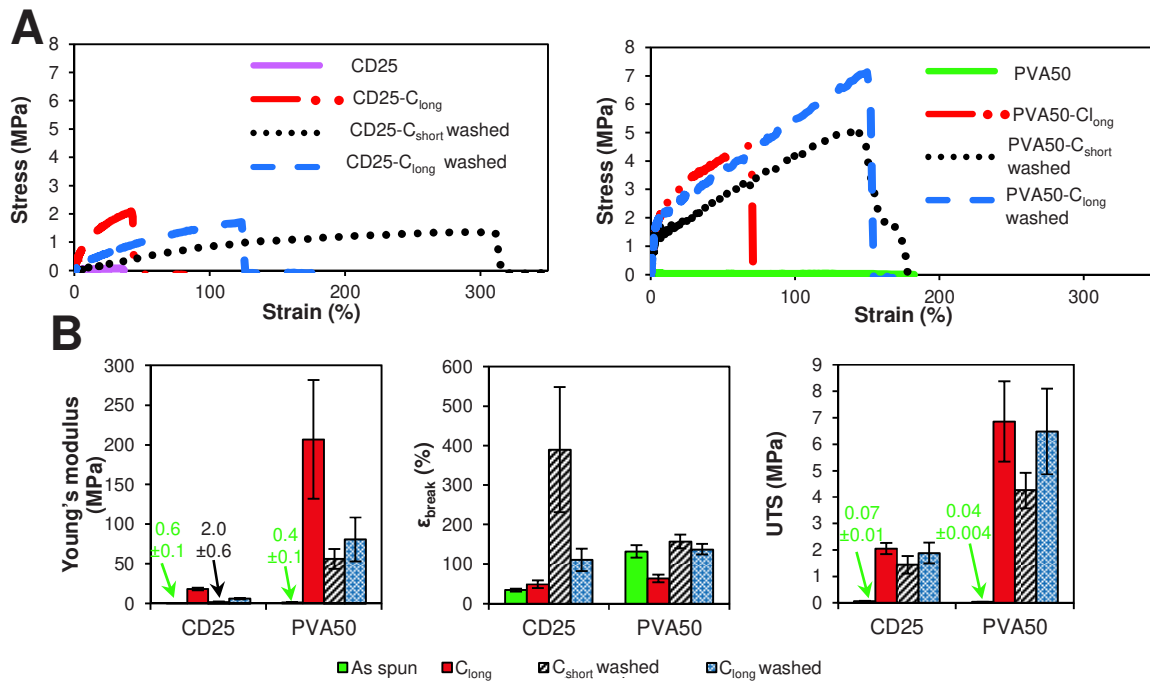 A
Stress (MPa)
8
7
6
5
4
3
2
1
0
0
100
200
300
Strain (%)
CD25
CD25-Clong
CD25-Cshort washed
CD25-Clong washed
Stress (MPa)
8
7
6
5
4
3
2
1
0
0
100
200
300
Strain (%)
PVA50
PVA50-Clong
PVA50-Cshort
washed
PVA50-Clong
washed
B
Young's modulus
(MPa)
300
250
200
150
100
50
0
0.6
±0.1
2.0
±0.6
0.4
±0.1
CD25
PVA50
εbreak (%)
600
500
400
300
200
100
0
CD25
PVA50
UTS (MPa)
9
8
7
6
5
4
3
2
1
0
0.07
±0.01
0.04
±0.004
CD25
PVA50
As spun
Clong
Cshort washed
Clong washed